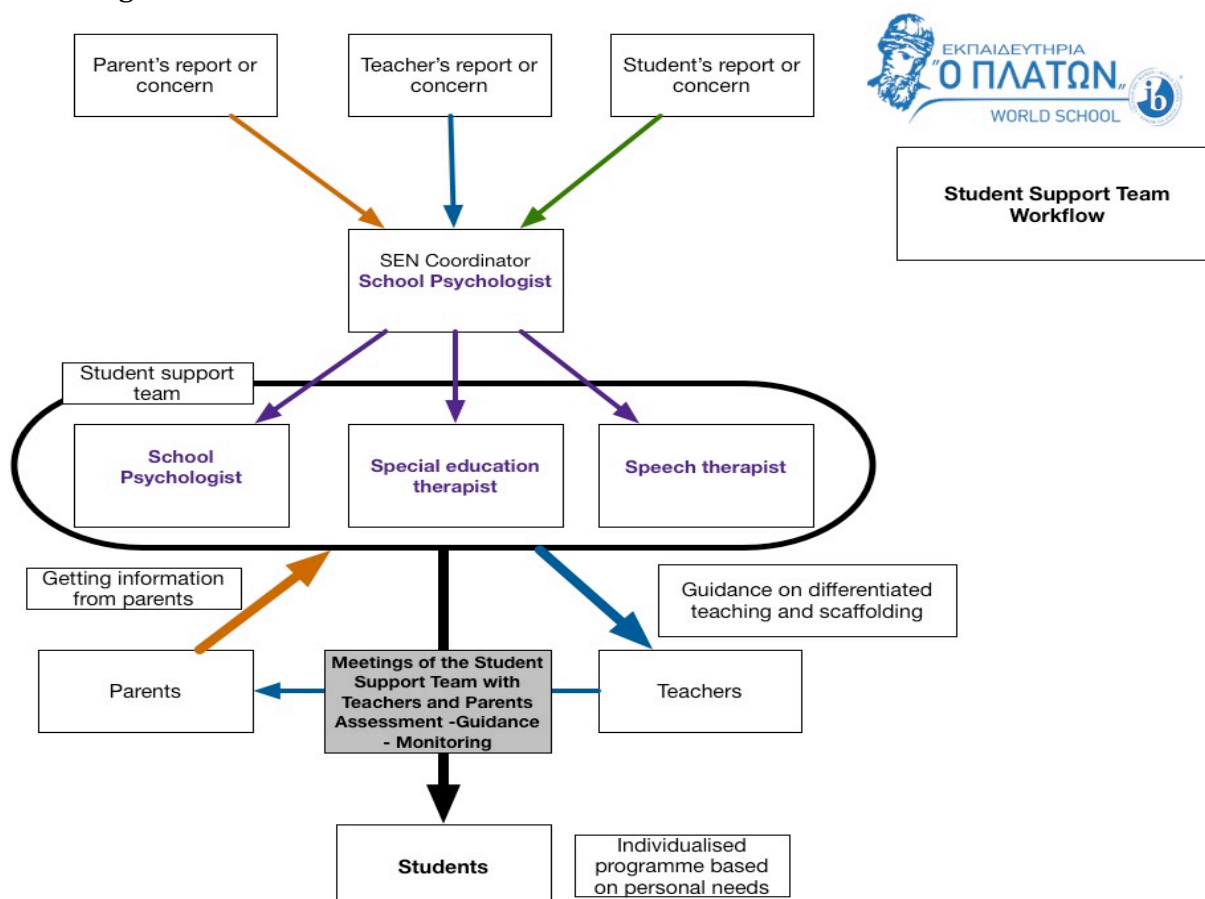 Parent's report or
concern
Teacher's report or
concern
Student's report or
concern
ΕΚΠΑΙΔΕΥΤΗΡΙΑ
"Ο ΠΛΑΤΩΝ„
WORLD SCHOOL
ib
Student Support Team
Workflow
SEN Coordinator
School Psychologist
Student support
team
School
Psychologist
Special education
therapist
Speech therapist
Getting information
from parents
Guidance on differentiated
teaching and scaffolding
Parents
Meetings of the Student
Support Team with
Teachers and Parents
Assessment -Guidance
- Monitoring
Teachers
Students
Individualised
programme based
on personal needs